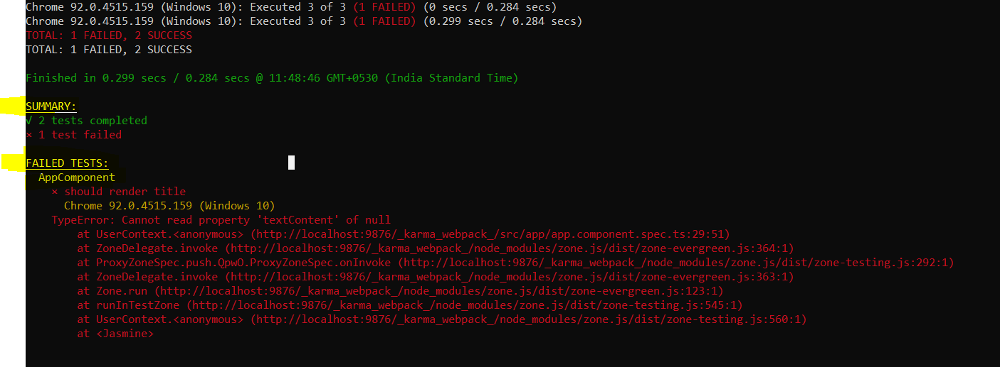 Chrome 92.0.4515.159 (Windows 10): Executed 3 of 3 (1 FAILED) (0 secs / 0.284 secs)
Chrome 92.0.4515.159 (Windows 10): Executed 3 of 3 (1 FAILED) (0.299 secs / 0.284 secs)
TOTAL: 1 FAILED, 2 SUCCESS
TOTAL: 1 FAILED, 2 SUCCESS
Finished in 0.299 secs / 0.284 secs @ 11:48:46 GMT+0530 (India Standard Time)
SUMMARY:
√ 2 tests completed
× 1 test failed
FAILED TESTS:
AppComponent
× should render title
Chrome 92.0.4515.159 (Windows 10)
TypeError: Cannot read property 'textContent' of null
at UserContext.<anonymous> (http://localhost:9876/_karma_webpack_/src/app/app.component.spec.ts:29:51)
at ZoneDelegate.invoke (http://localhost:9876/_karma_webpack_/node_modules/zone.js/dist/zone-evergreen.js:364:1)
at ProxyZoneSpec.push.QpwO.ProxyZoneSpec.onInvoke (http://localhost:9876/_karma_webpack_/node_modules/zone.js/dist/zone-testing.js:292:1)
at ZoneDelegate.invoke (http://localhost:9876/_karma_webpack_/node_modules/zone.js/dist/zone-evergreen.js:363:1)
at Zone.run (http://localhost:9876/_karma_webpack_/node_modules/zone.js/dist/zone-evergreen.js:123:1)
at runInTestZone (http://localhost:9876/_karma_webpack_/node_modules/zone.js/dist/zone-testing.js:545:1)
at UserContext.<anonymous> (http://localhost:9876/_karma_webpack_/node_modules/zone.js/dist/zone-testing.js:560:1)
at <Jasmine>